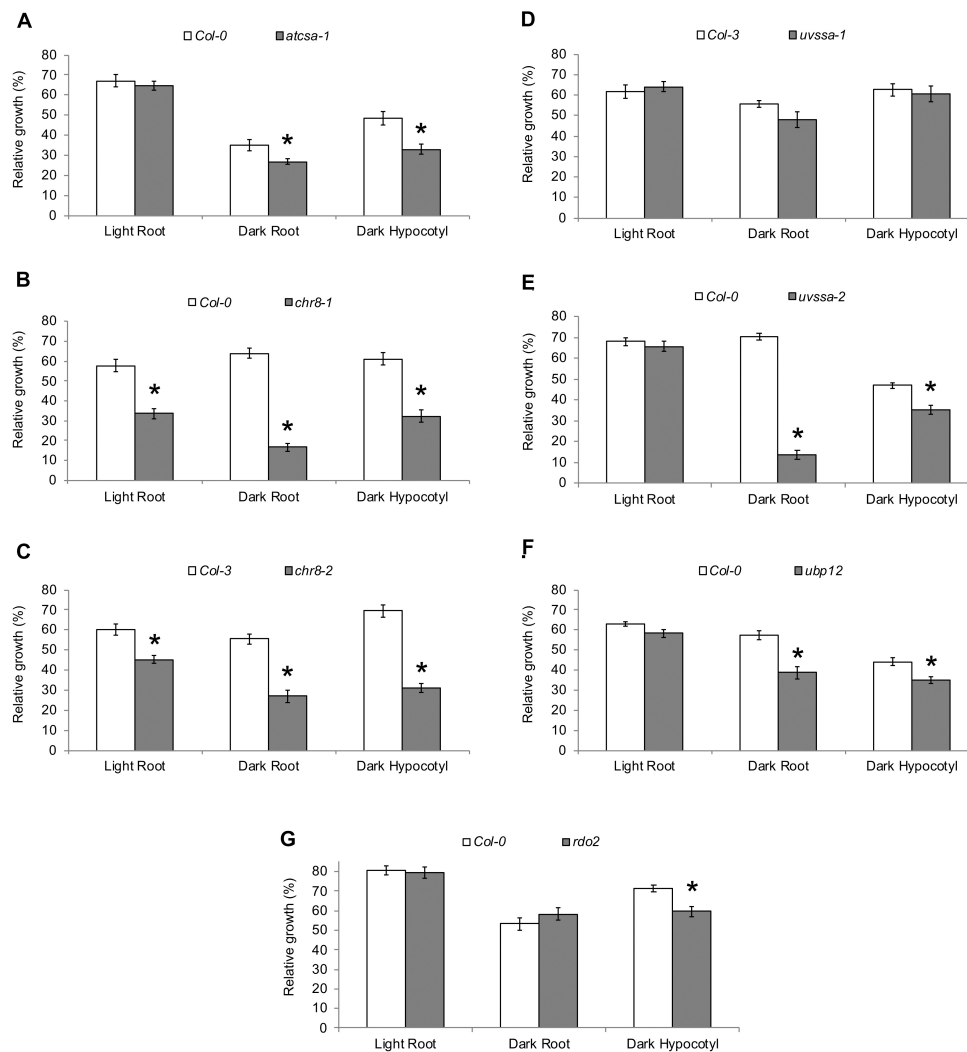 A
Col-0 atcsa-1
Relative growth (%)
80
70
60
50
40
30
20
10
0
Light Root Dark Root Dark Hypocotyl
*
*
D
Col-3 uvssa-1
Relative growth (%)
80
70
60
50
40
30
20
10
0
Light Root Dark Root Dark Hypocotyl
B
Col-0 chr8-1
Relative growth (%)
80
70
60
50
40
30
20
10
0
Light Root Dark Root Dark Hypocotyl
*
*
*
E
Col-0 uvssa-2
Relative growth (%)
80
70
60
50
40
30
20
10
0
Light Root Dark Root Dark Hypocotyl
*
*
C
Col-3 chr8-2
Relative growth (%)
80
70
60
50
40
30
20
10
0
Light Root Dark Root Dark Hypocotyl
*
*
*
F
Col-0 ubp12
Relative growth (%)
80
70
60
50
40
30
20
10
0
Light Root Dark Root Dark Hypocotyl
*
*
G
Col-0 rdo2
Relative growth (%)
80
70
60
50
40
30
20
10
0
Light Root Dark Root Dark Hypocotyl
*